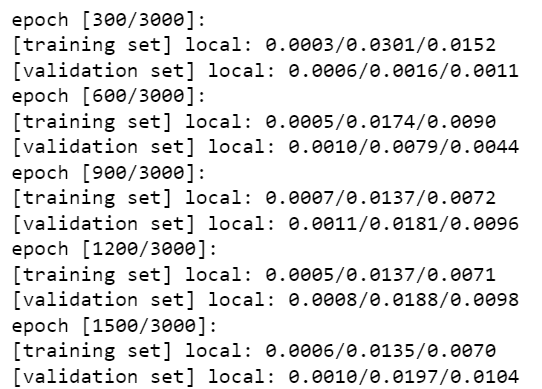 epoch [300/3000]:
[training set] local: 0.0003/0.0301/0.0152
[validation set] local: 0.0006/0.0016/0.0011
epoch [600/3000]:
[training set] local: 0.0005/0.0174/0.0090
[validation set] local: 0.0010/0.0079/0.0044
epoch [900/3000]:
[training set] local: 0.0007/0.0137/0.0072
[validation set] local: 0.0011/0.0181/0.0096
epoch [1200/3000]:
[training set] local: 0.0005/0.0137/0.0071
[validation set] local: 0.0008/0.0188/0.0098
epoch [1500/3000]:
[training set] local: 0.0006/0.0135/0.0070
[validation set] local: 0.0010/0.0197/0.0104